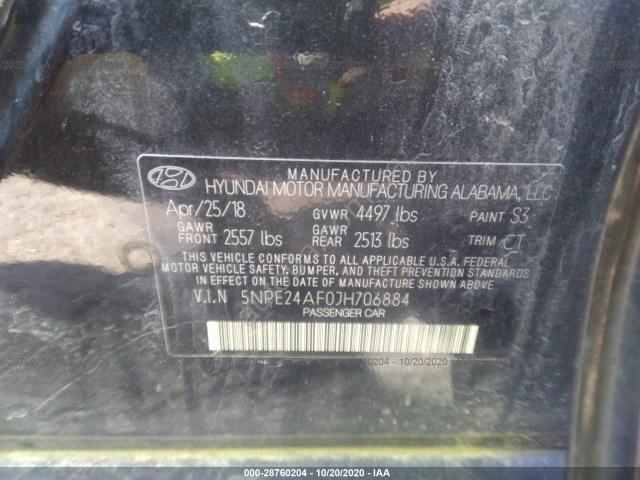 10/20/2020
MANUFACTURED BY
HYUNDAI MOTOR MANUFACTURING ALABAMA, LLC
Apr/25/18 GVWR 4497 lbs PAINT S3
GAWR FRONT 2557 lbs GAWR REAR 2513 lbs TRIM CT
THIS VEHICLE CONFORMS TO ALL APPLICABLE U.S.A. FEDERAL
MOTOR VEHICLE SAFETY, BUMPER, AND THEFT PREVENTION STANDARDS
IN EFFECT ON THE DATE OF MANUFACTURE SHOWN ABOVE.
V.I.N 5NPE24AF0JH706884
PASSENGER CAR
000-28760204 - 10/20/2020 - IAA